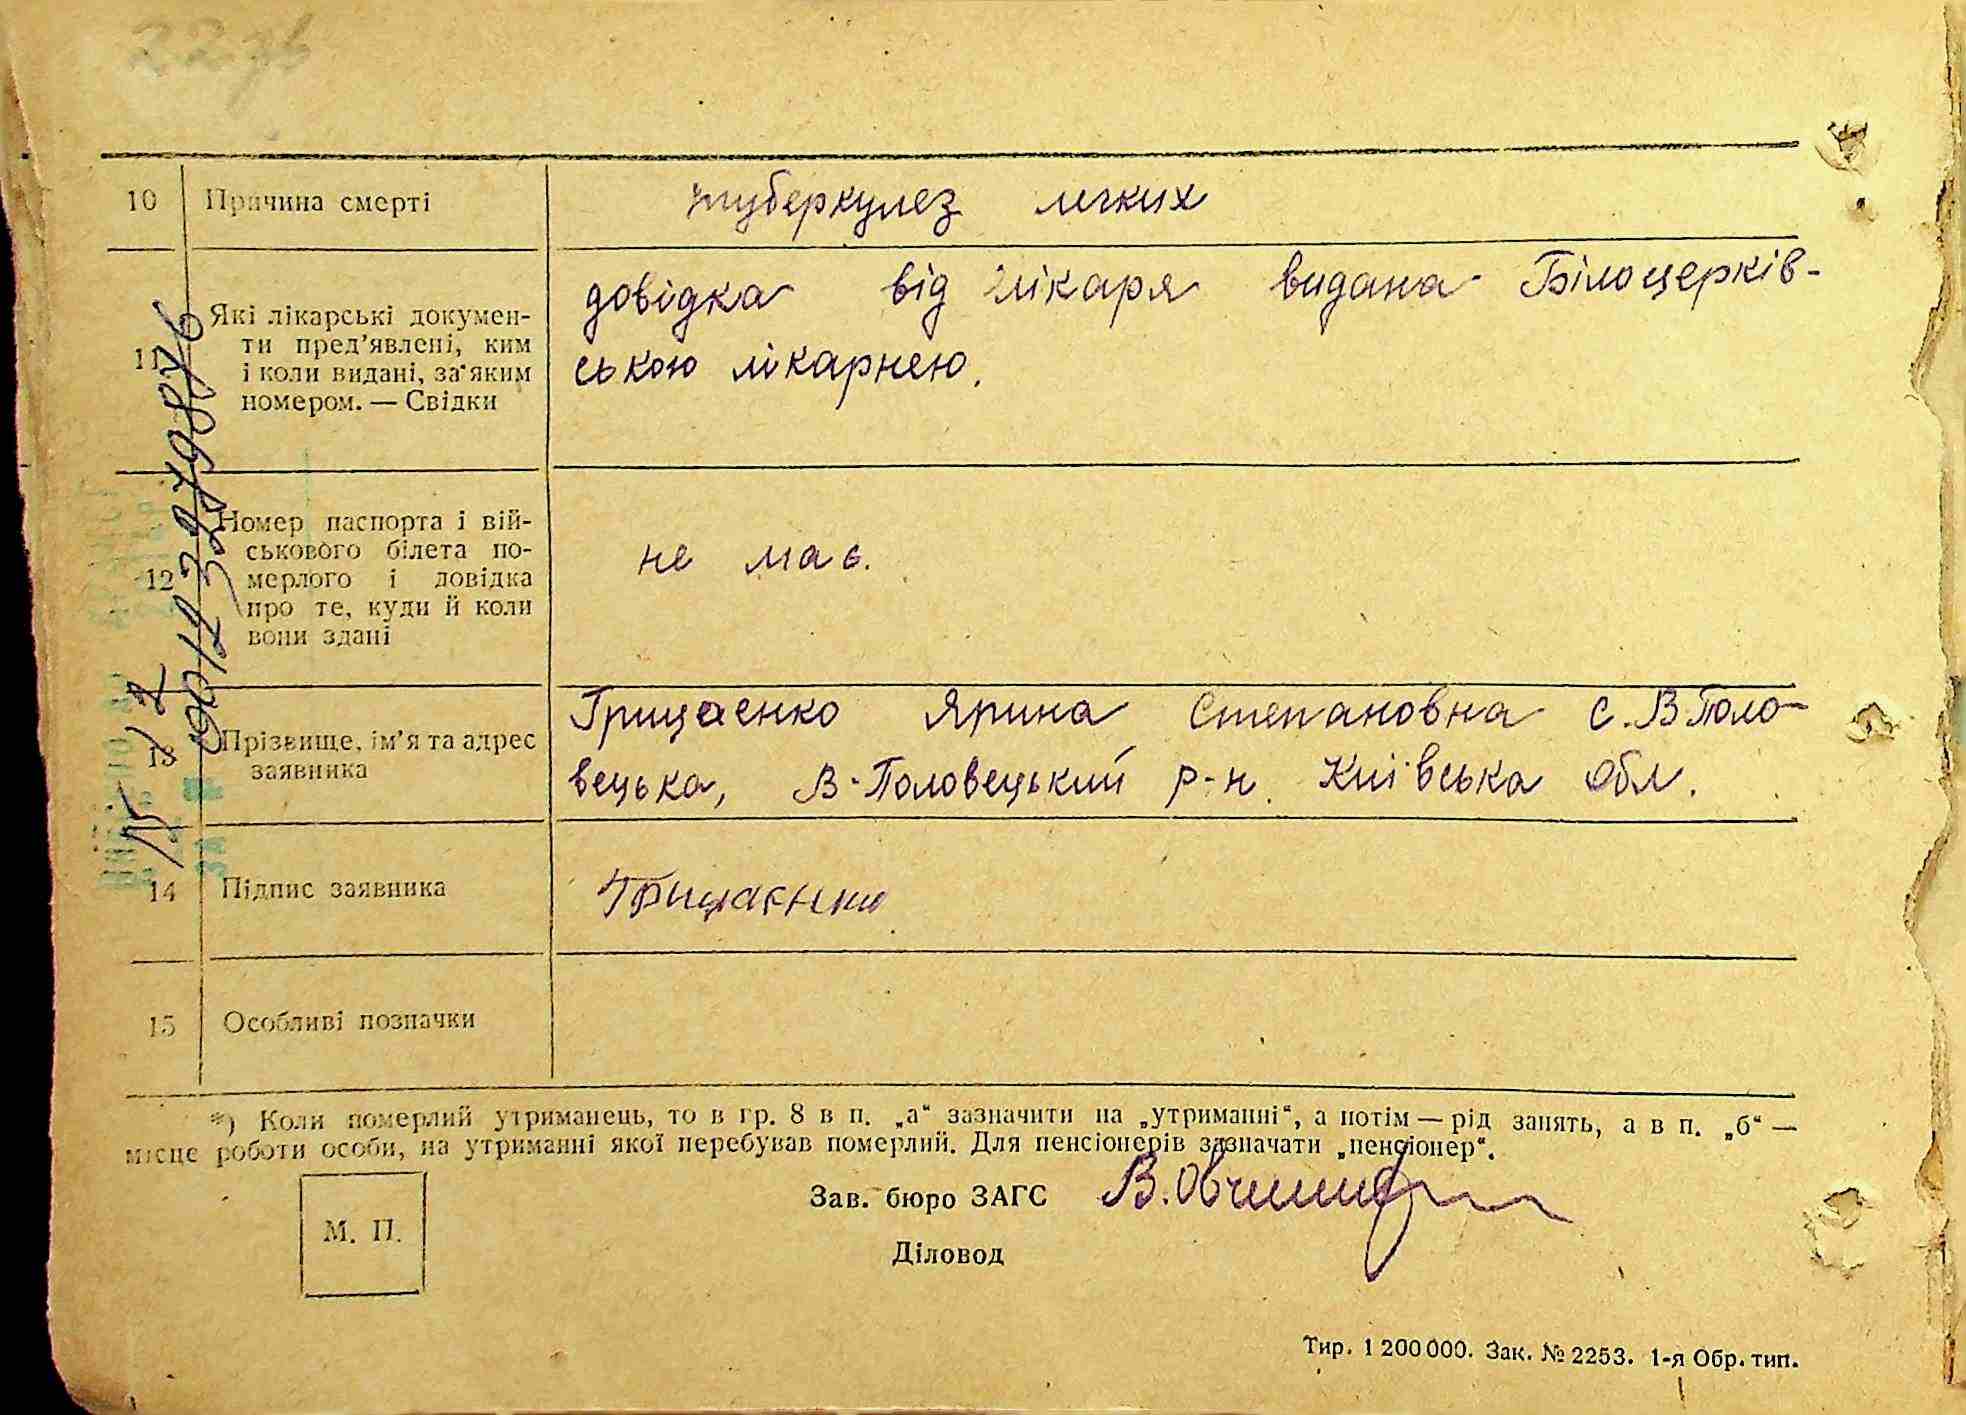 10 Причина смерті туберкулез легких
11 Які лікарські докумен-
ти пред'явлені, ким
і коли видані, за яким
номером. — Свідки
довідка від лікаря видана Білоцерків-
ською лікарнею.
12 Номер паспорта і вій-
ськового білета по-
мерлого і довідка
про те, куди й коли
вони здані
не має.
13 Прізвище, ім'я та адрес
заявника
Грицаенко Ярина Степановна с. В Поло-
вецька, В-Половецький р-н. Київська обл.
14 Підпис заявника Грицаенко
15 Особливі позначки
*) Коли померлий утриманець, то в гр. 8 в п. „а“ зазначити на „утриманні“, а потім — рід занять, а в п. „б“ —
місце роботи особи, на утриманні якої перебував померлий. Для пенсіонерів зазначати „пенсіонер“.
Зав. бюро ЗАГС
М. П.
Діловод
Тир. 1 200 000. Зак. № 2253. 1-я Обр. тип.